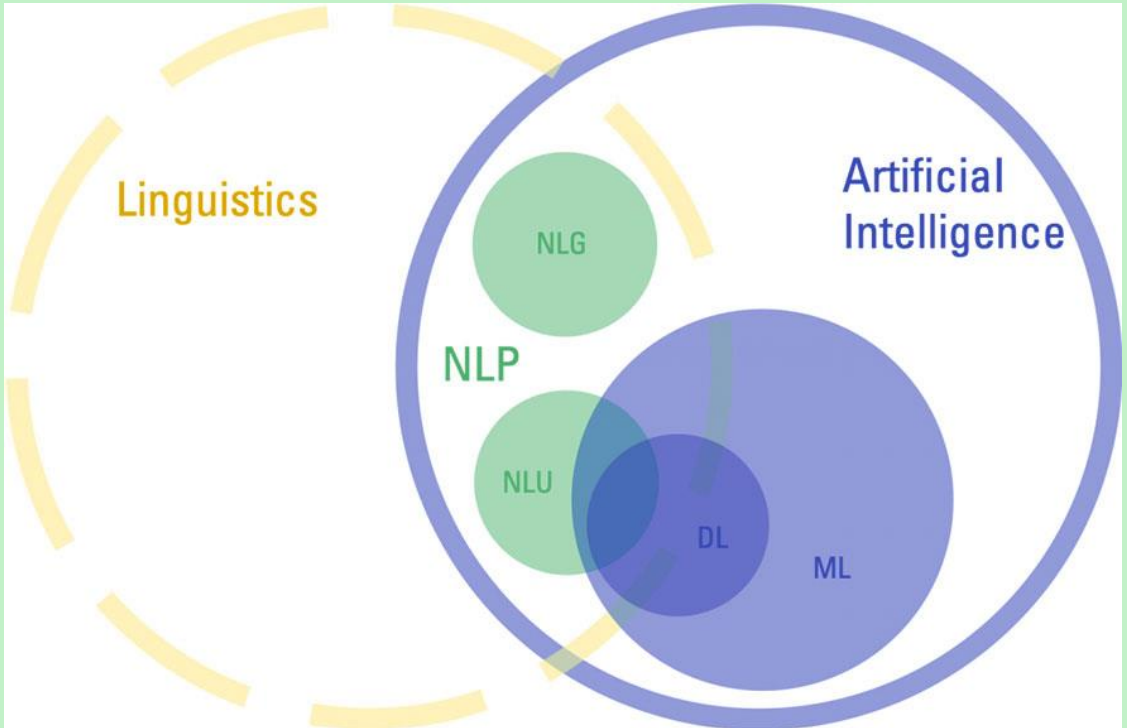 Linguistics
Artificial
Intelligence
NLG
NLP
NLU
DL
ML